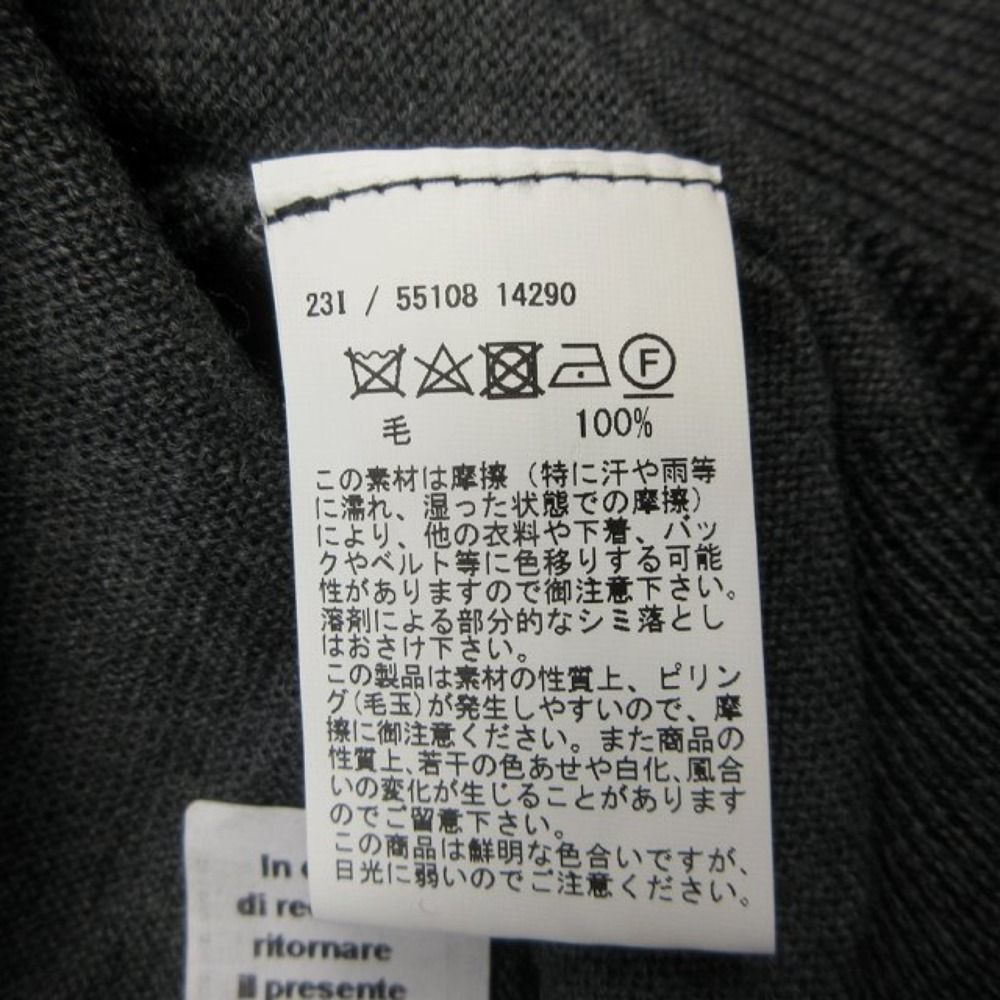 23I / 55108 14290
F
毛 100%
この素材は摩擦（特に汗や雨等
に濡れ、湿った状態での摩擦）
により、他の衣料や下着、バッ
クやベルト等に色移りする可能
性がありますので御注意下さい。
溶剤による部分的なシミ落とし
はおさけ下さい。
この製品は素材の性質上、ピリン
グ(毛玉)が発生しやすいので、摩
擦に御注意ください。また商品の
性質上、若干の色あせや白化、風合
いの変化が生じることがあります
のでご留意下さい。
この商品は鮮明な色合いですが、
日光に弱いのでご注意ください。
In
di
ritornare
il presente